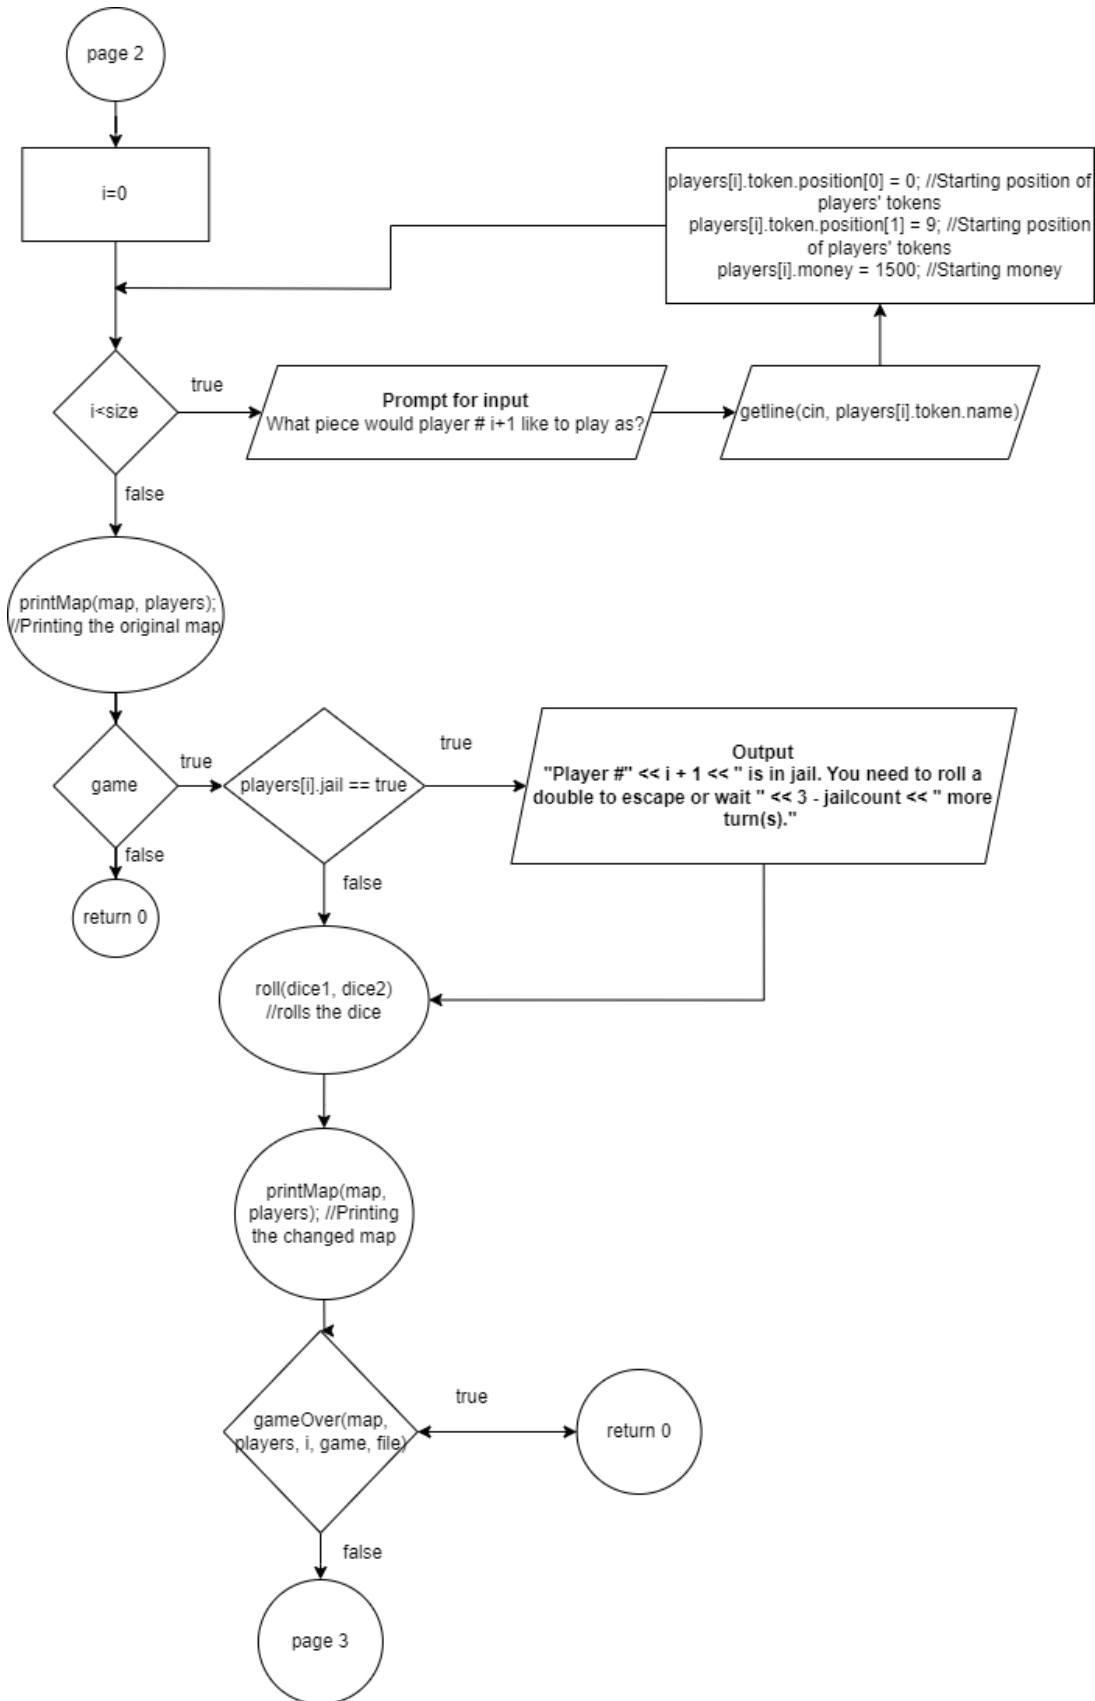 page 2
i=0
players[i].token.position[0] = 0; //Starting position of
players' tokens
players[i].token.position[1] = 9; //Starting position
of players' tokens
players[i].money = 1500; //Starting money
i<size
true
Prompt for input
What piece would player # i+1 like to play as?
getline(cin, players[i].token.name)
false
printMap(map, players);
//Printing the original map
game
true
players[i].jail == true
true
Output
"Player #" << i + 1 << " is in jail. You need to roll a
double to escape or wait " << 3 - jailcount << " more
turn(s)."
false
return 0
false
roll(dice1, dice2)
//rolls the dice
printMap(map,
players); //Printing
the changed map
gameOver(map,
players, i, game, file)
true
return 0
false
page 3